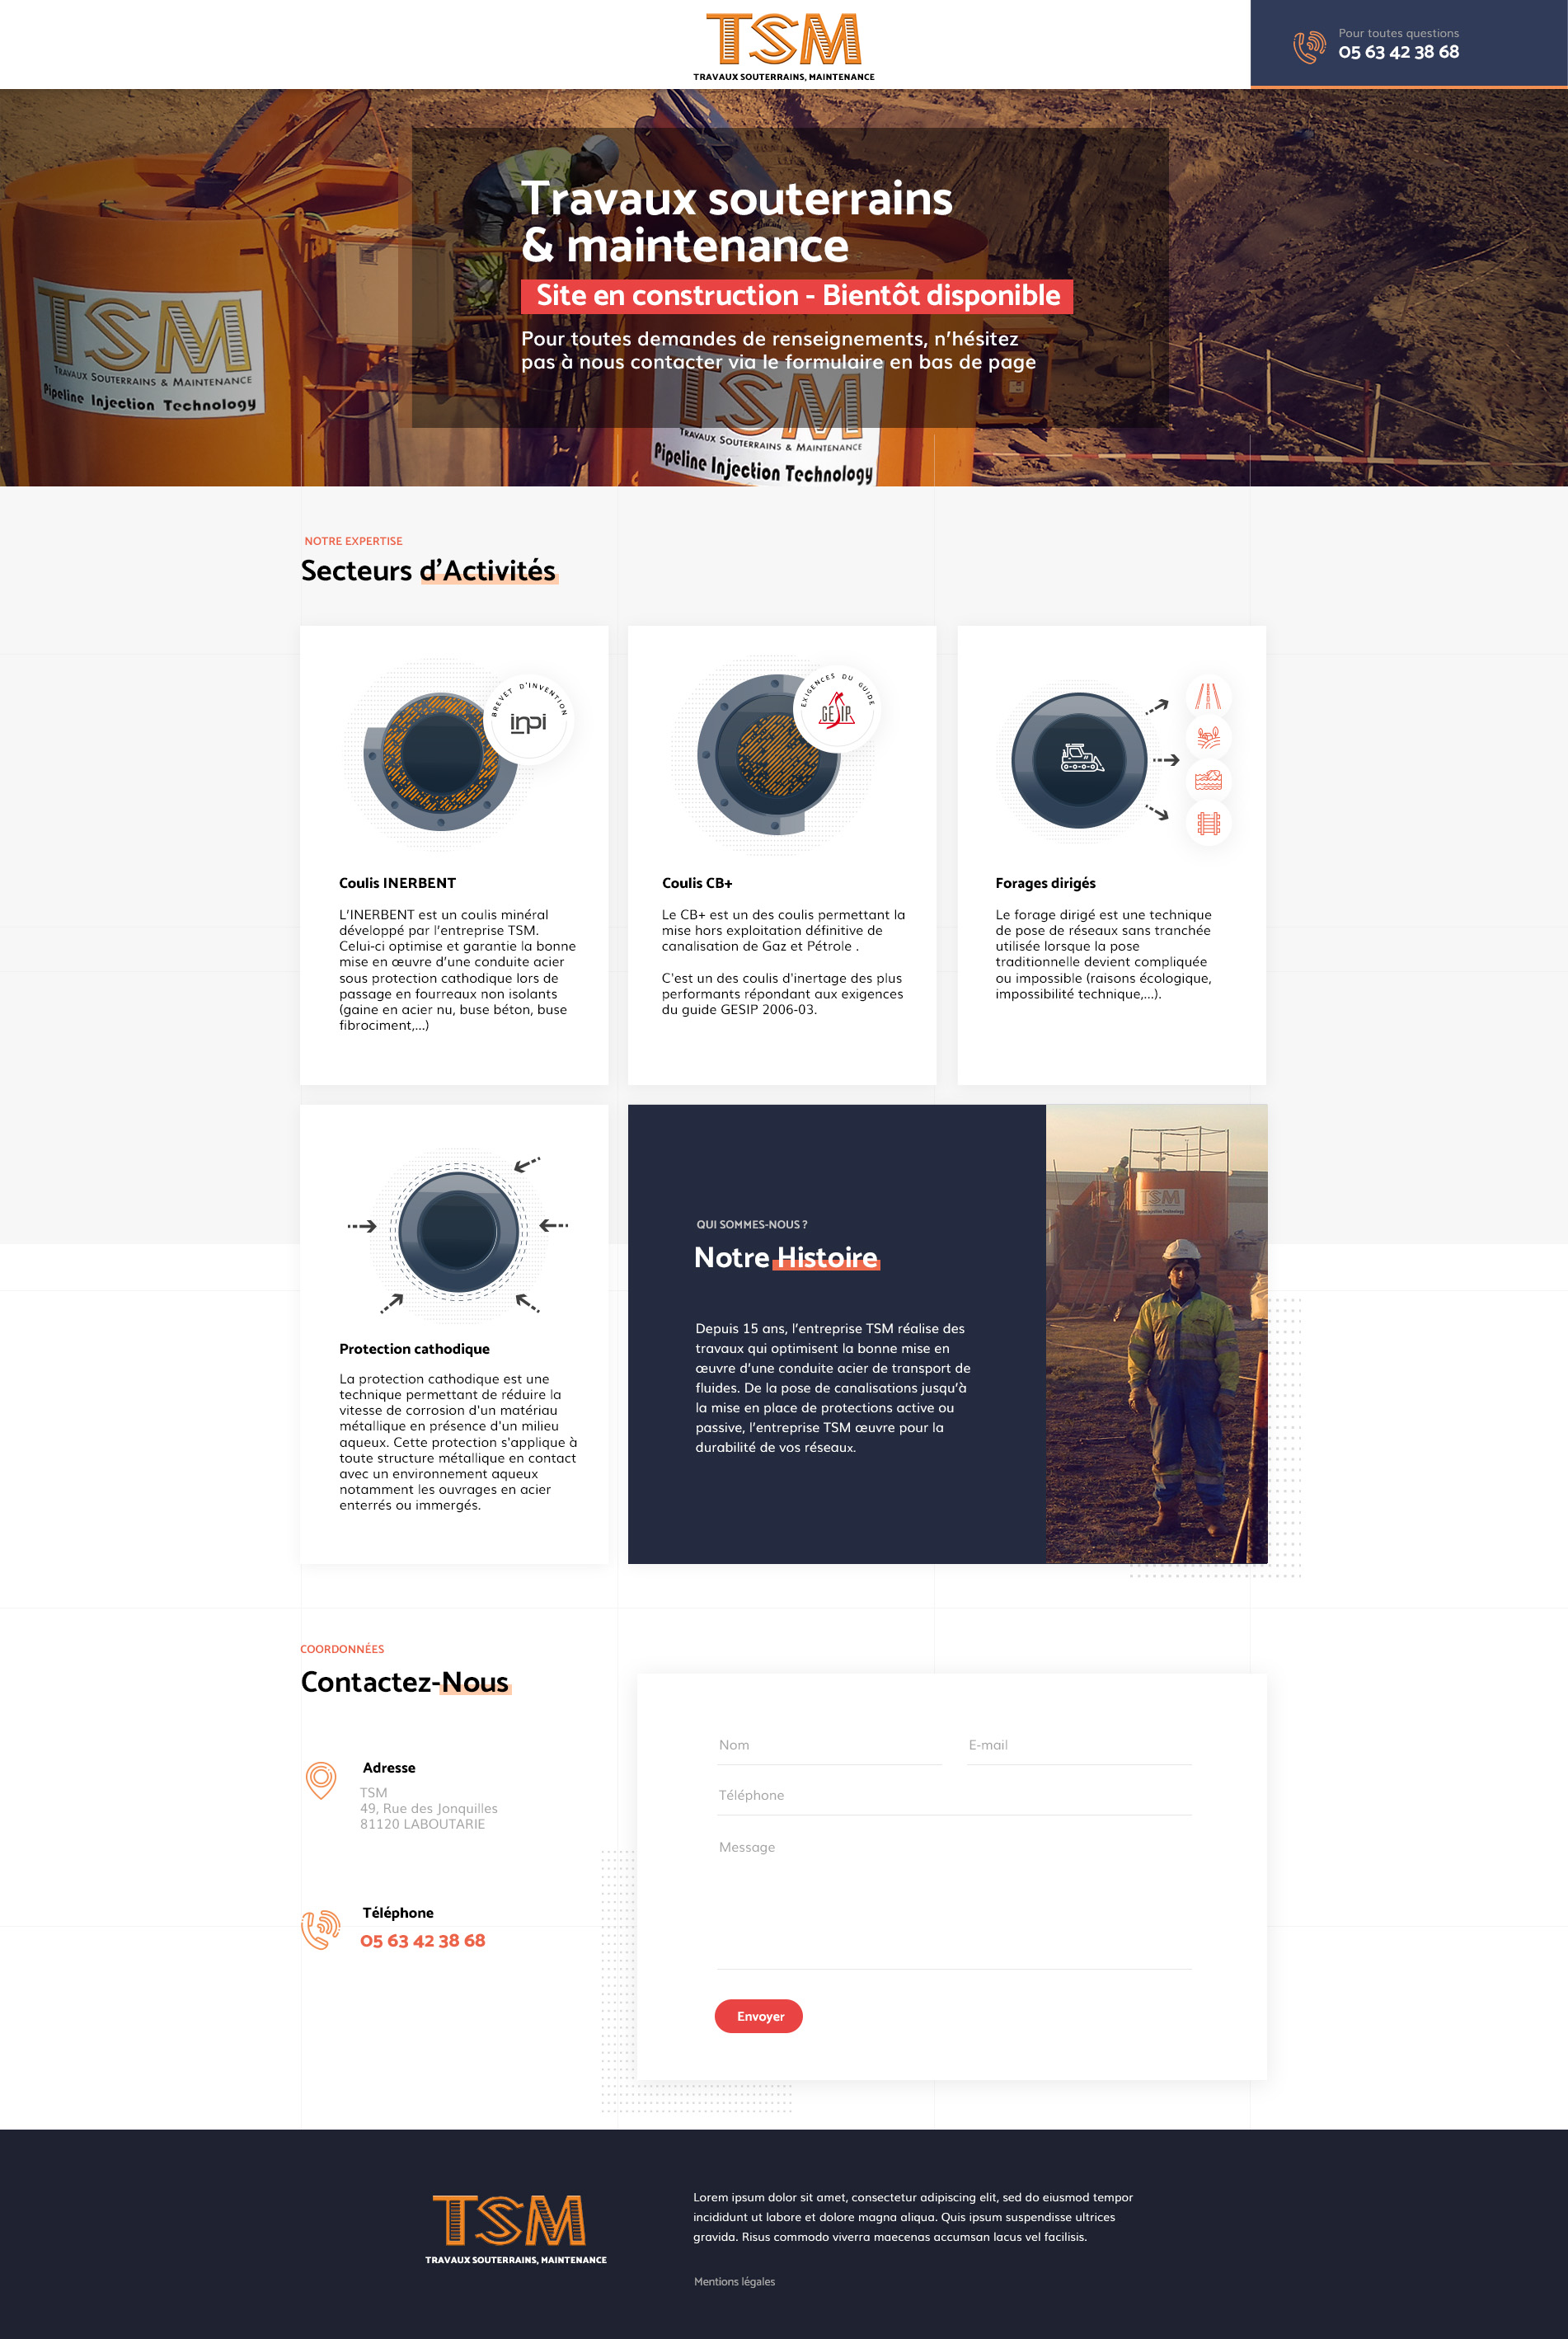 TSM
TRAVAUX SOUTERRAINS, MAINTENANCE
Pour toutes questions
05 63 42 38 68
Travaux souterrains
& maintenance
Site en construction - Bientôt disponible
Pour toutes demandes de renseignements, n'hésitez
pas à nous contacter via le formulaire en bas de page
TSM
TRAVAUX SOUTERRAINS & MAINTENANCE
Pipeline Injection Technology
TSM
TRAVAUX SOUTERRAINS & MAINTENANCE
Pipeline Injection Technology
NOTRE EXPERTISE
Secteurs d'Activités
BREVET D'INVENTION
inpi
EXIGENCES DU GUIDE
GESIP
Coulis INERBENT
L'INERBENT est un coulis minéral
développé par l'entreprise TSM.
Celui-ci optimise et garantie la bonne
mise en œuvre d'une conduite acier
sous protection cathodique lors de
passage en fourreaux non isolants
(gaine en acier nu, buse béton, buse
fibrociment,...)
Coulis CB+
Le CB+ est un des coulis permettant la
mise hors exploitation définitive de
canalisation de Gaz et Pétrole .
C'est un des coulis d'inertage des plus
performants répondant aux exigences
du guide GESIP 2006-03.
Forages dirigés
Le forage dirigé est une technique
de pose de réseaux sans tranchée
utilisée lorsque la pose
traditionnelle devient compliquée
ou impossible (raisons écologique,
impossibilité technique,...).
Protection cathodique
La protection cathodique est une
technique permettant de réduire la
vitesse de corrosion d'un matériau
métallique en présence d'un milieu
aqueux. Cette protection s'applique à
toute structure métallique en contact
avec un environnement aqueux
notamment les ouvrages en acier
enterrés ou immergés.
QUI SOMMES-NOUS ?
Notre Histoire
Depuis 15 ans, l'entreprise TSM réalise des
travaux qui optimisent la bonne mise en
œuvre d'une conduite acier de transport de
fluides. De la pose de canalisations jusqu'à
la mise en place de protections active ou
passive, l'entreprise TSM œuvre pour la
durabilité de vos réseaux.
TSM
COORDONNÉES
Contactez-Nous
Adresse
TSM
49, Rue des Jonquilles
81120 LABOUTARIE
Téléphone
05 63 42 38 68
Nom
E-mail
Téléphone
Message
Envoyer
TSM
TRAVAUX SOUTERRAINS, MAINTENANCE
Lorem ipsum dolor sit amet, consectetur adipiscing elit, sed do eiusmod tempor
incididunt ut labore et dolore magna aliqua. Quis ipsum suspendisse ultrices
gravida. Risus commodo viverra maecenas accumsan lacus vel facilisis.
Mentions légales